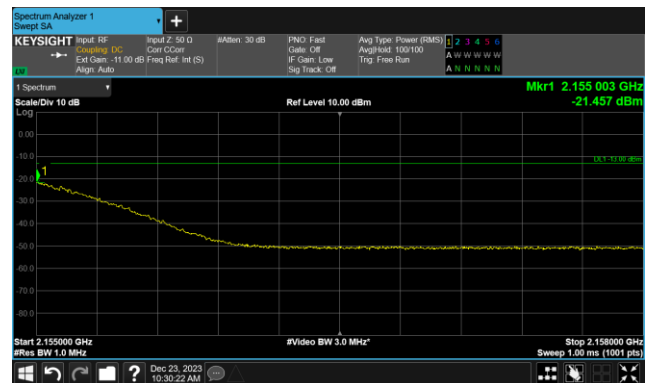 Spectrum Analyzer 1
Swept SA
+
KEYSIGHT Input: RF Input Z: 50 Ω #Atten: 30 dB PNO: Fast Avg Type: Power (RMS) 1 2 3 4 5 6
Coupling: DC Corr CCorr Gate: Off Avg|Hold: 100/100 A W W W W W
Ext Gain: -11.00 dB Freq Ref: Int (S) IF Gain: Low Trig: Free Run
LXI Align: Auto Sig Track: Off A N N N N N
1 Spectrum Mkr1 2.155 003 GHz
Scale/Div 10 dB Ref Level 10.00 dBm -21.457 dBm
Log
0.00
-10.0
DL1 -13.00 dBm
1
-20.0
-30.0
-40.0
-50.0
-60.0
-70.0
-80.0
Start 2.155000 GHz #Video BW 3.0 MHz* Stop 2.158000 GHz
#Res BW 1.0 MHz Sweep 1.00 ms (1001 pts)
? Dec 23, 2023
10:30:22 AM